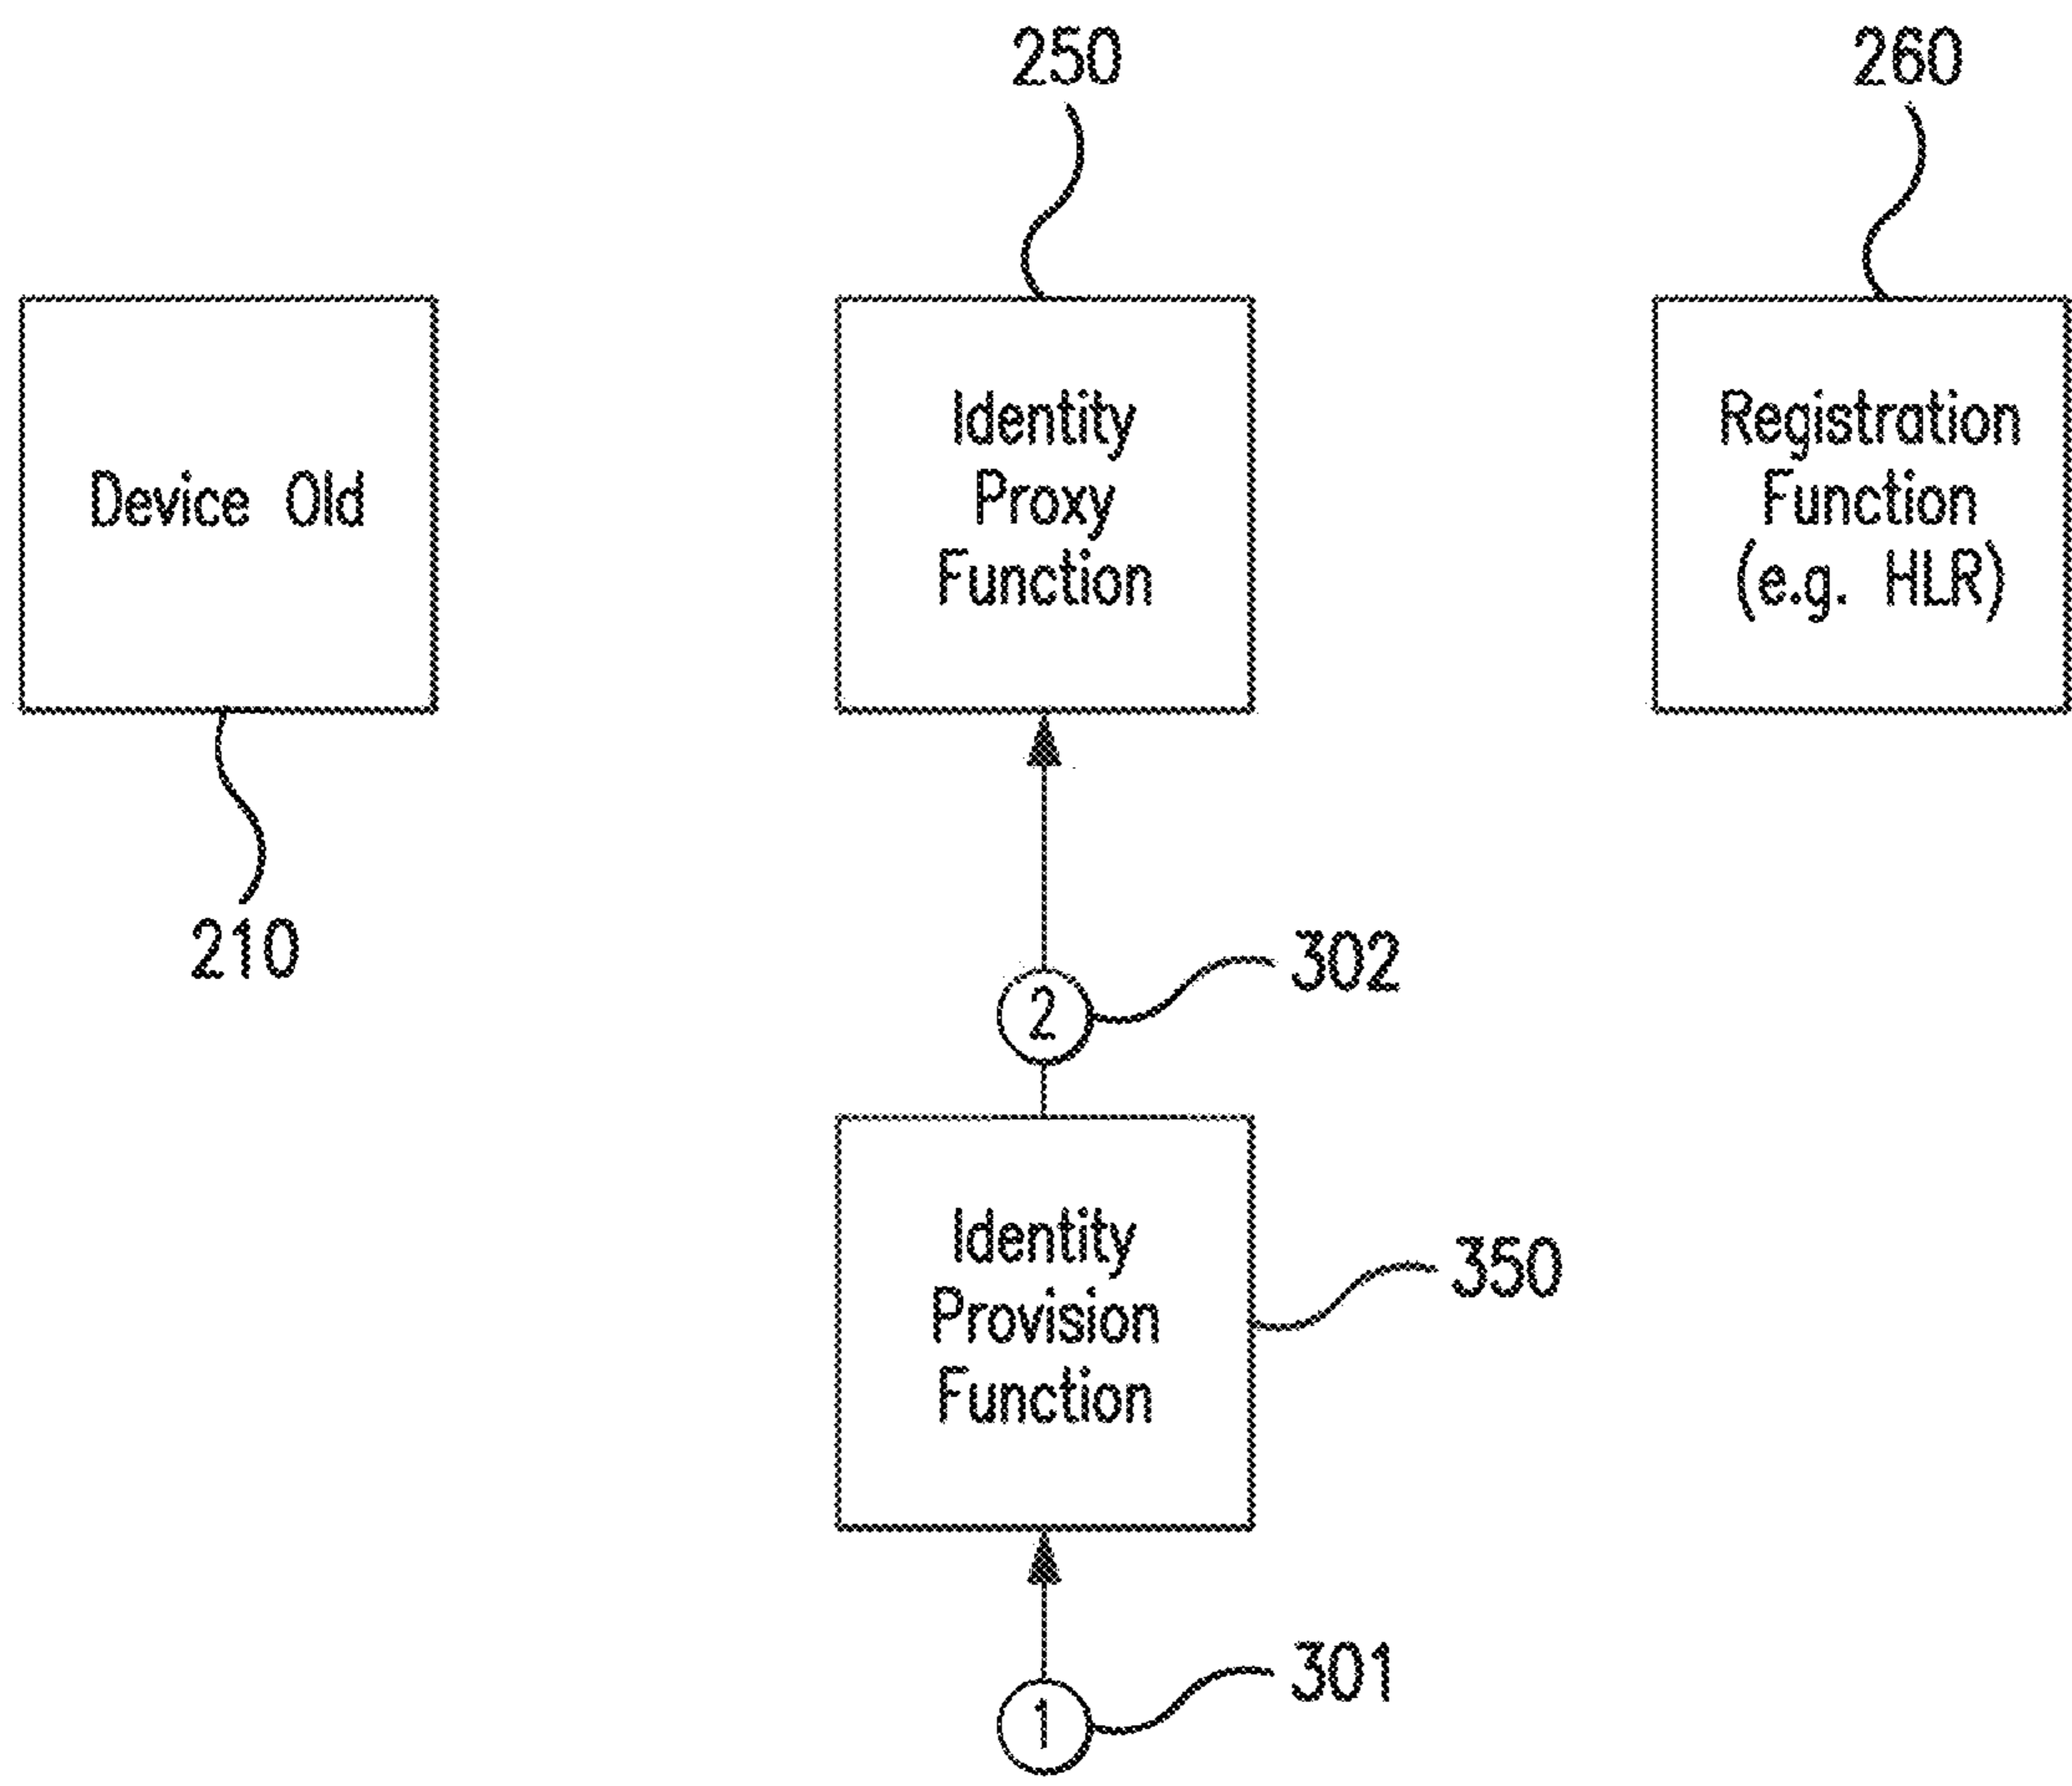 250
260
Device Old
Identity
Proxy
Function
Registration
Function
(e.g. HLR)
210
302
2
Identity
Provision
Function
350
301
1